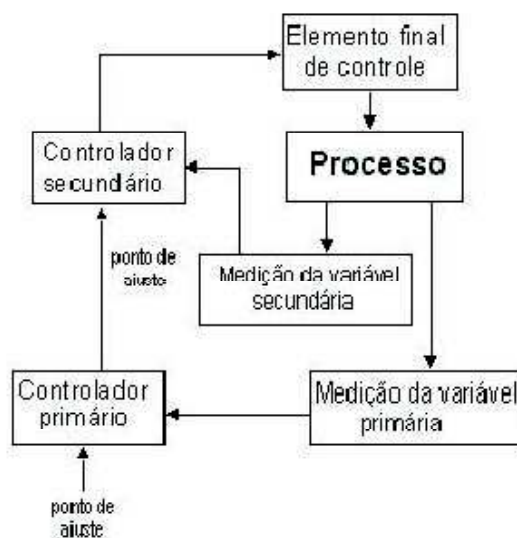 Elemento final
de controle
Controlador
secundário
Processo
ponto de
ajuste
Medição da variável
secundária
Controlador
primário
Medição da variável
primária
ponto de
ajuste